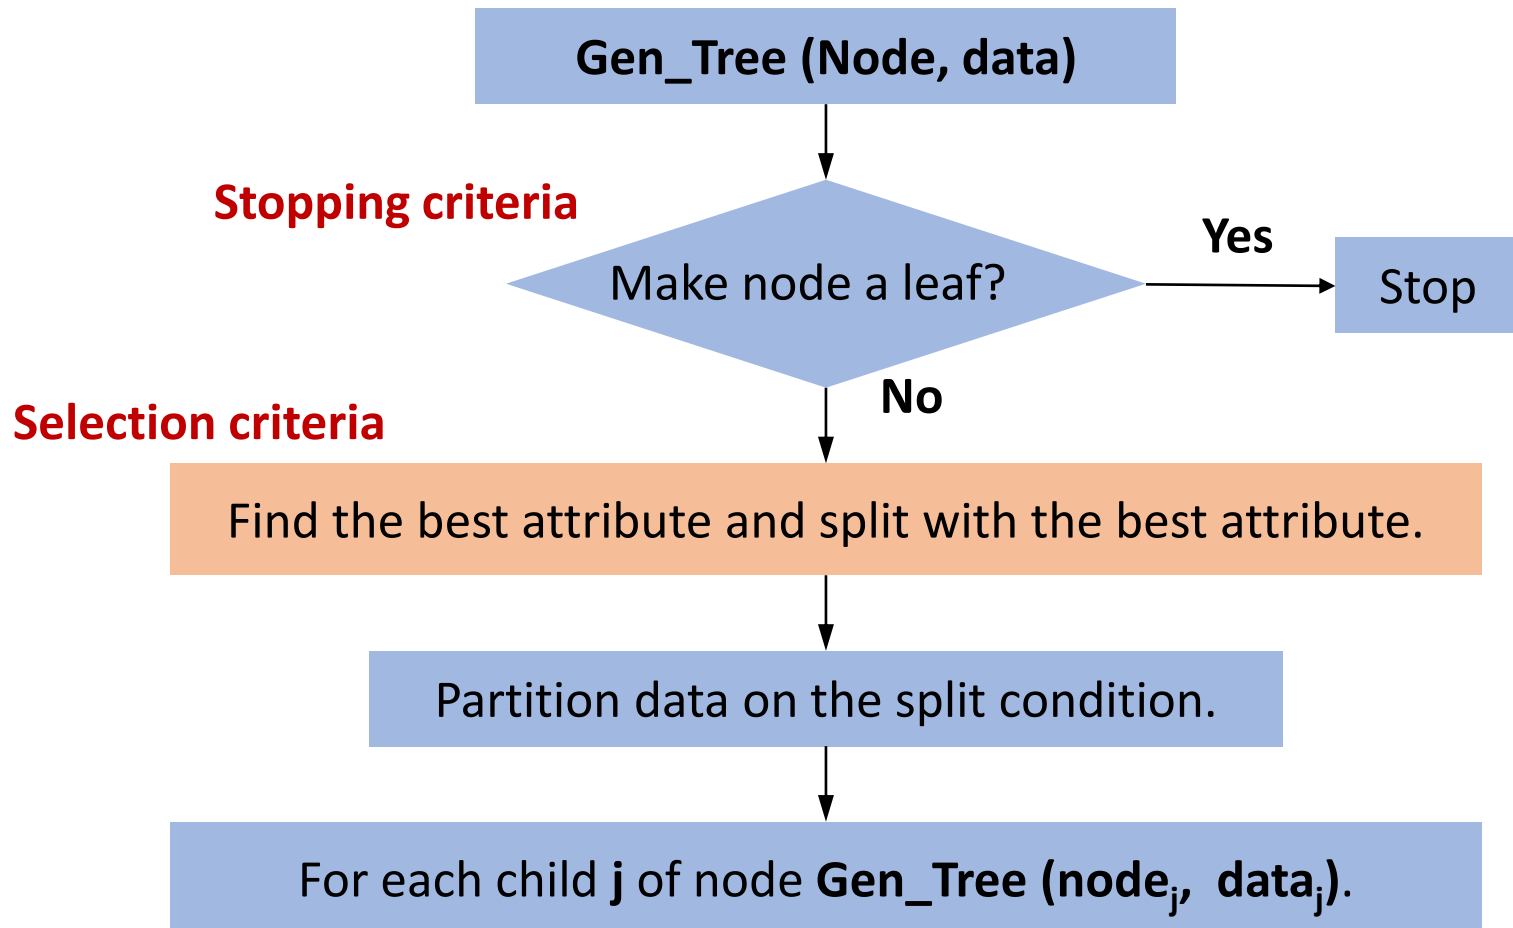 Gen_Tree (Node, data)
Stopping criteria
Yes
Make node a leaf?
Stop
No
Selection criteria
Find the best attribute and split with the best attribute.
Partition data on the split condition.
For each child j of node Gen_Tree (nodej, dataj).